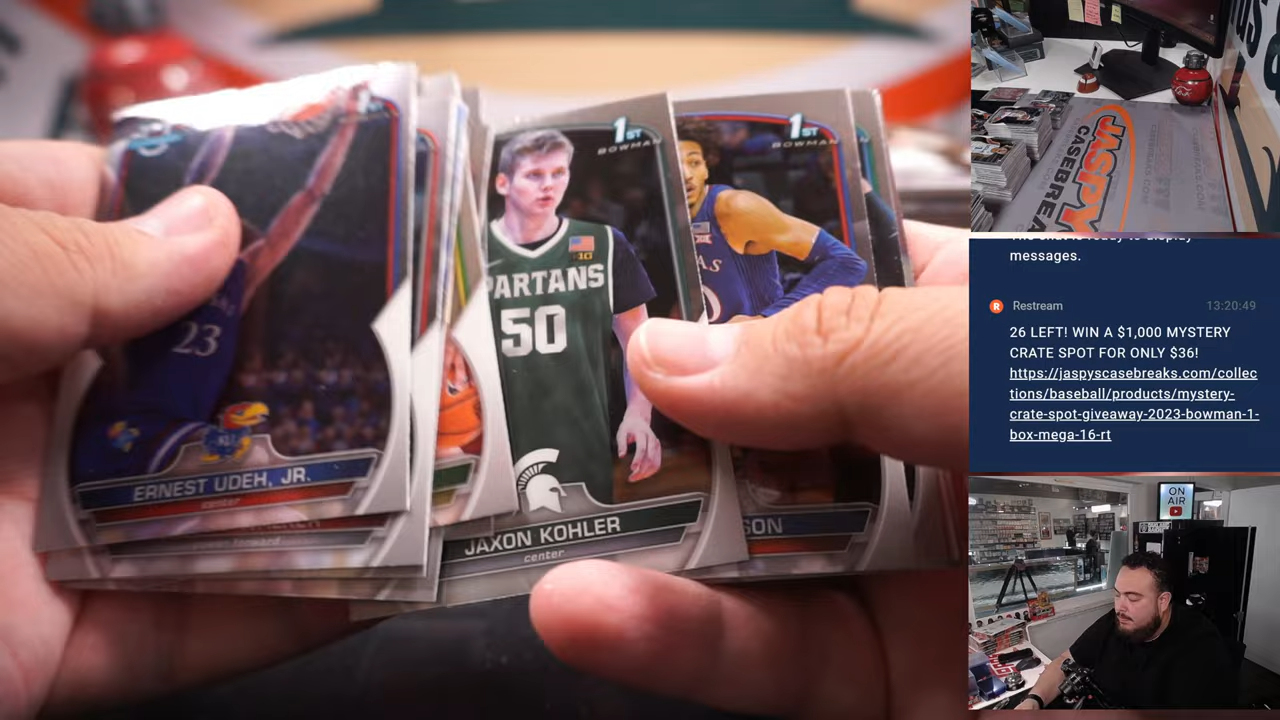 1ST
BOWMAN
1ST
BOWMAN
23
PARTANS
50
ERNEST UDEH, JR.
center
JAXON KOHLER
center
SON
JASPY
CASEBREA
messages.
Restream 13:20:49
26 LEFT! WIN A $1,000 MYSTERY
CRATE SPOT FOR ONLY $36!
https://jaspyscasebreaks.com/collec
tions/baseball/products/mystery-
crate-spot-giveaway-2023-bowman-1-
box-mega-16-rt
ON
AIR